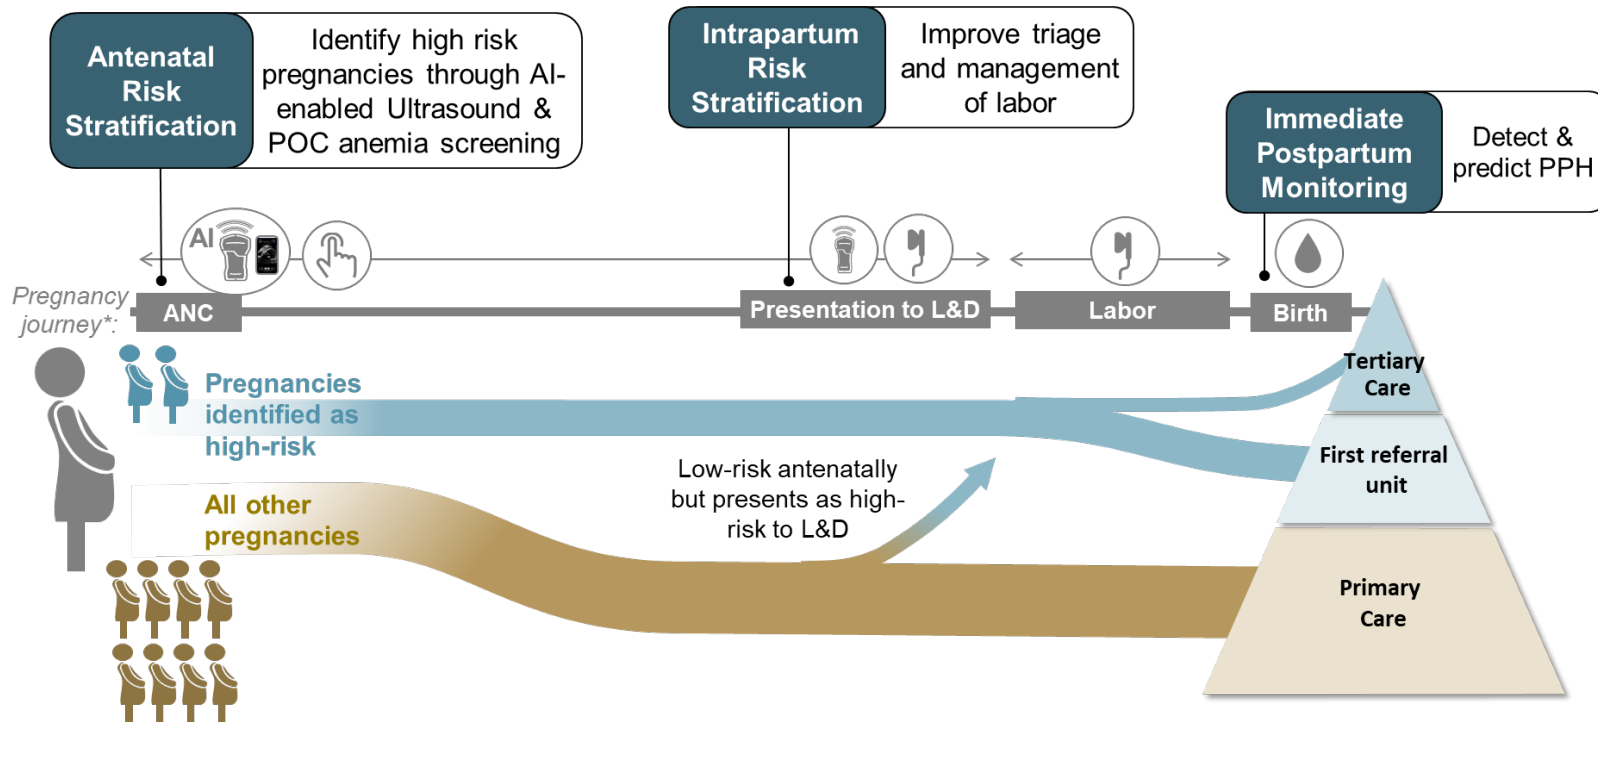 Antenatal
Risk
Stratification
Identify high risk
pregnancies through AI-
enabled Ultrasound &
POC anemia screening
Intrapartum
Risk
Stratification
Improve triage
and management
of labor
Immediate
Postpartum
Monitoring
Detect &
predict PPH
AI
Pregnancy
journey*:
ANC
Presentation to L&D
Labor
Birth
Pregnancies
identified as
high-risk
Low-risk antenatally
but presents as high-
risk to L&D
All other
pregnancies
Tertiary
Care
First referral
unit
Primary
Care